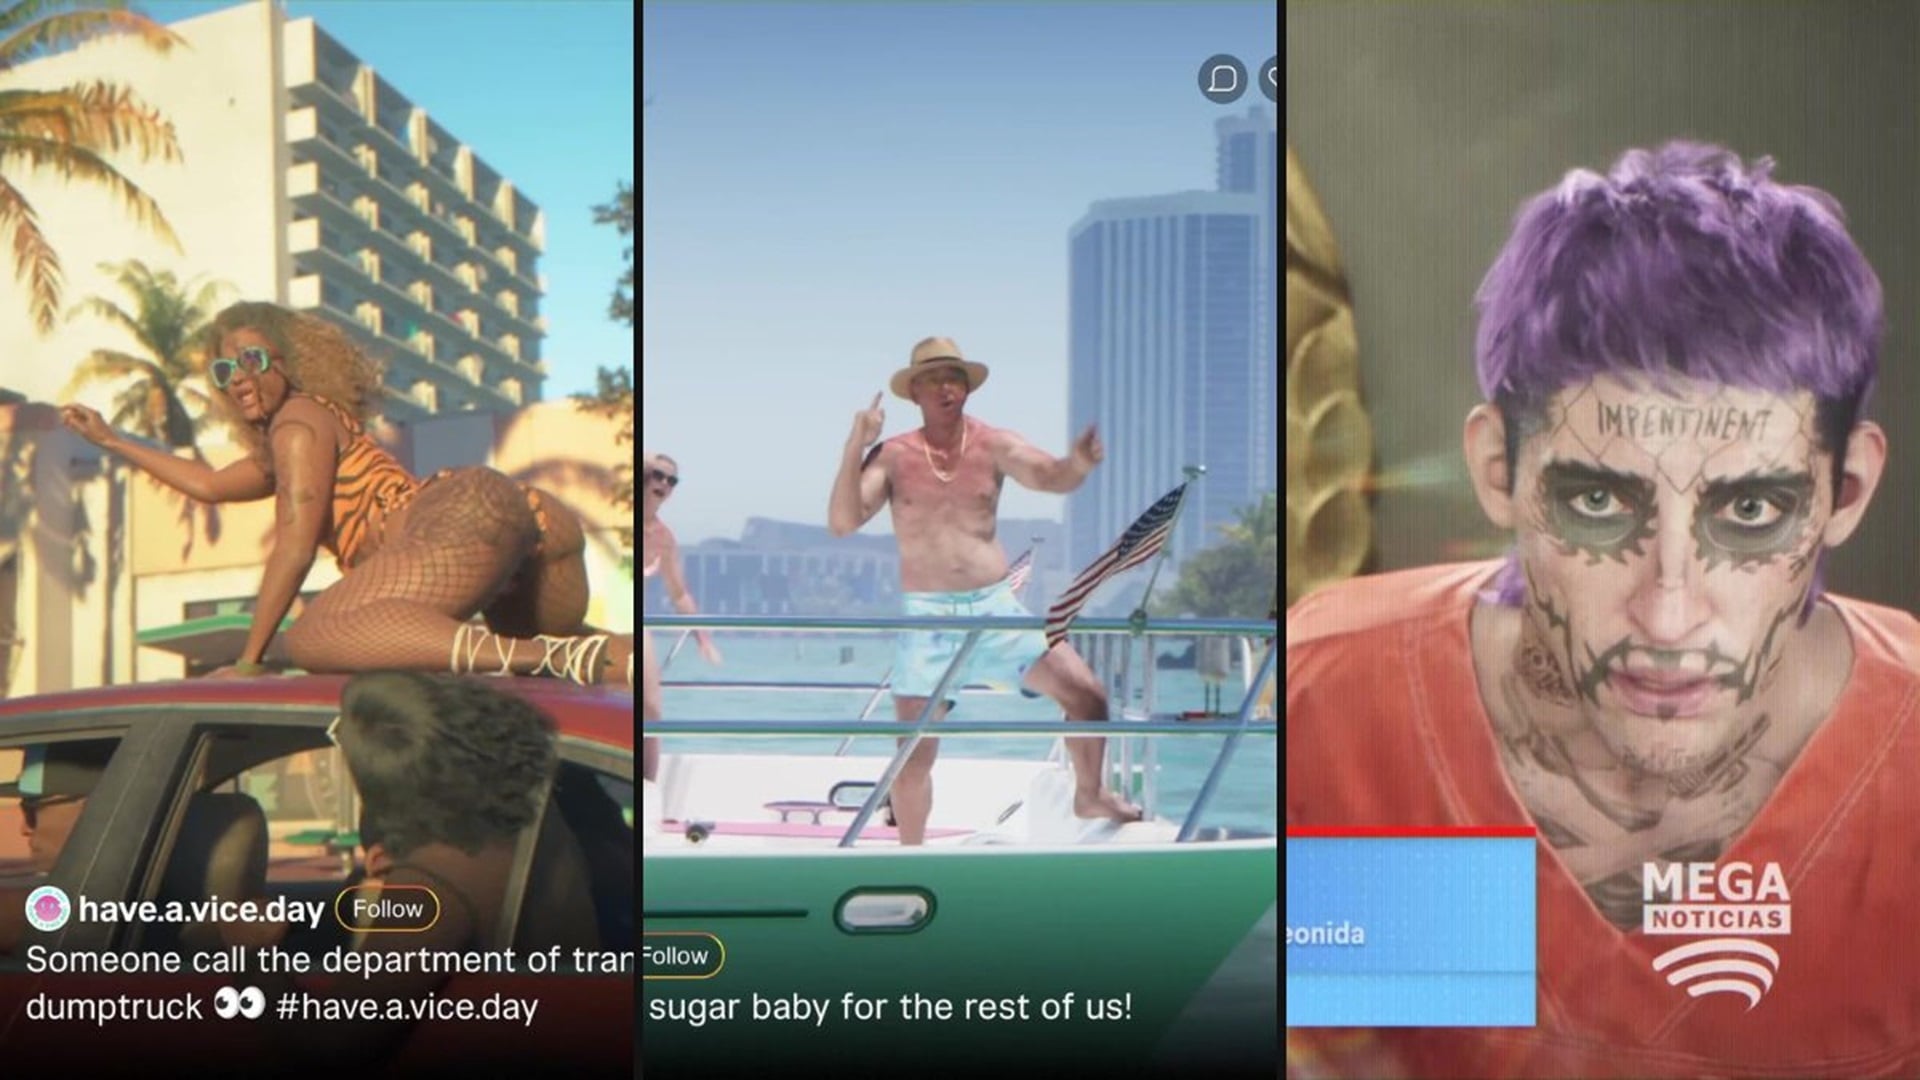 have.a.vice.day Follow
Someone call the department of tran
dumptruck 👀 #have.a.vice.day
Follow
sugar baby for the rest of us!
IMPENTINENT
eonida
MEGA
NOTICIAS